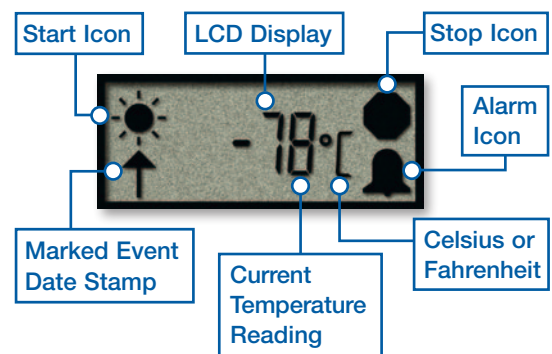 Start Icon
LCD Display
Stop Icon
Alarm
Icon
-78°C
Marked Event
Date Stamp
Current
Temperature
Reading
Celsius or
Fahrenheit